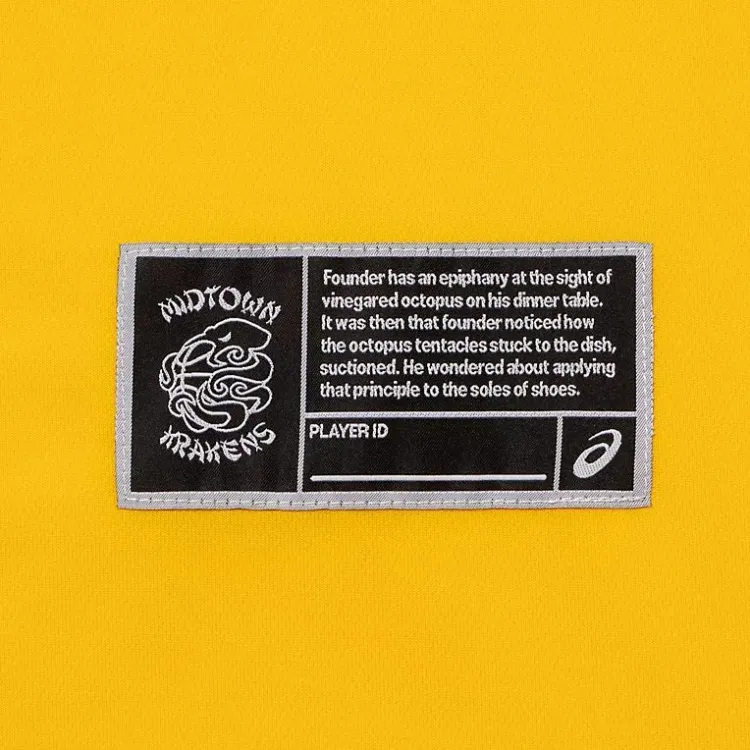 MIDTOWN
KRAKENS
Founder has an epiphany at the sight of
vinegared octopus on his dinner table.
It was then that founder noticed how
the octopus tentacles stuck to the dish,
suctioned. He wondered about applying
that principle to the soles of shoes.
PLAYER ID